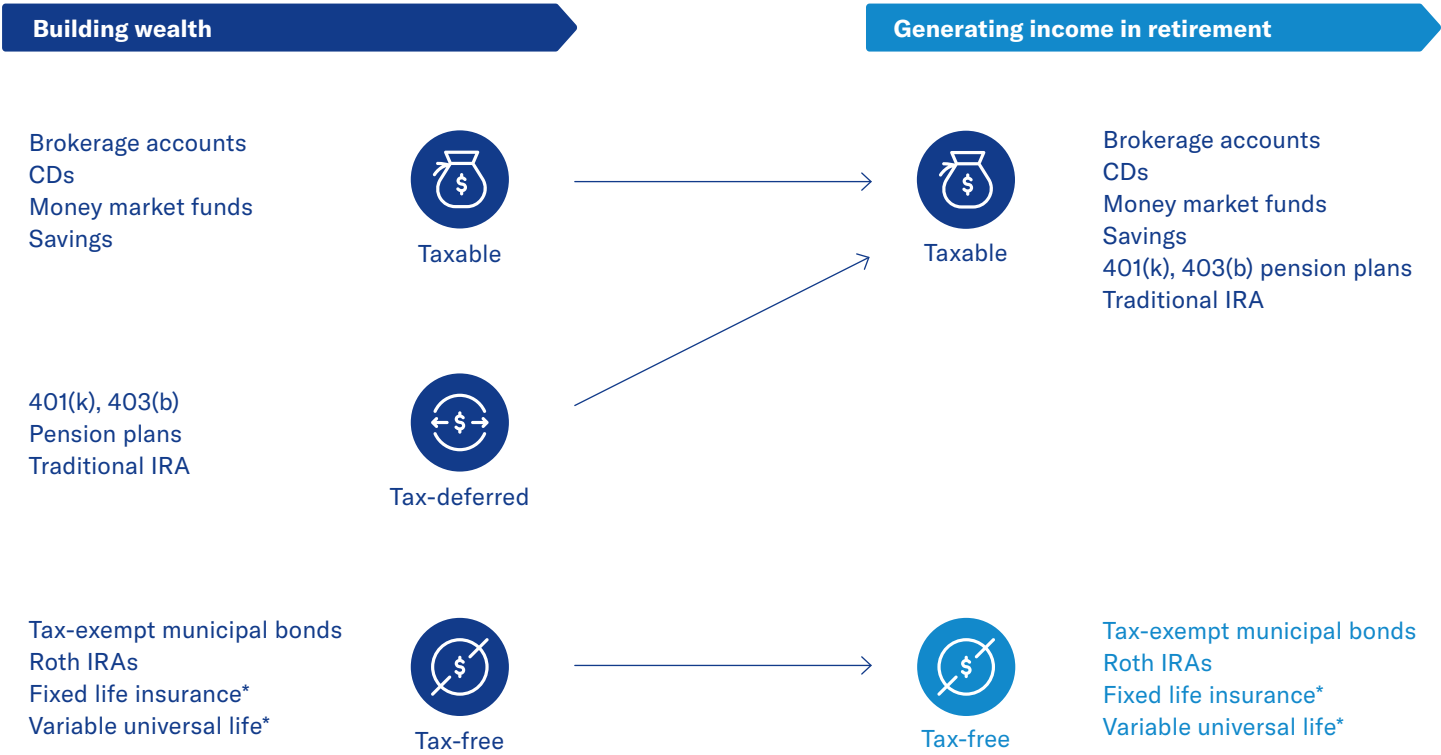 Building wealth
Generating income in retirement
Brokerage accounts
CDs
Money market funds
Savings
$
Taxable
$
Taxable
Brokerage accounts
CDs
Money market funds
Savings
401(k), 403(b) pension plans
Traditional IRA
401(k), 403(b)
Pension plans
Traditional IRA
$
Tax-deferred
Tax-exempt municipal bonds
Roth IRAs
Fixed life insurance*
Variable universal life*
$
Tax-free
$
Tax-free
Tax-exempt municipal bonds
Roth IRAs
Fixed life insurance*
Variable universal life*